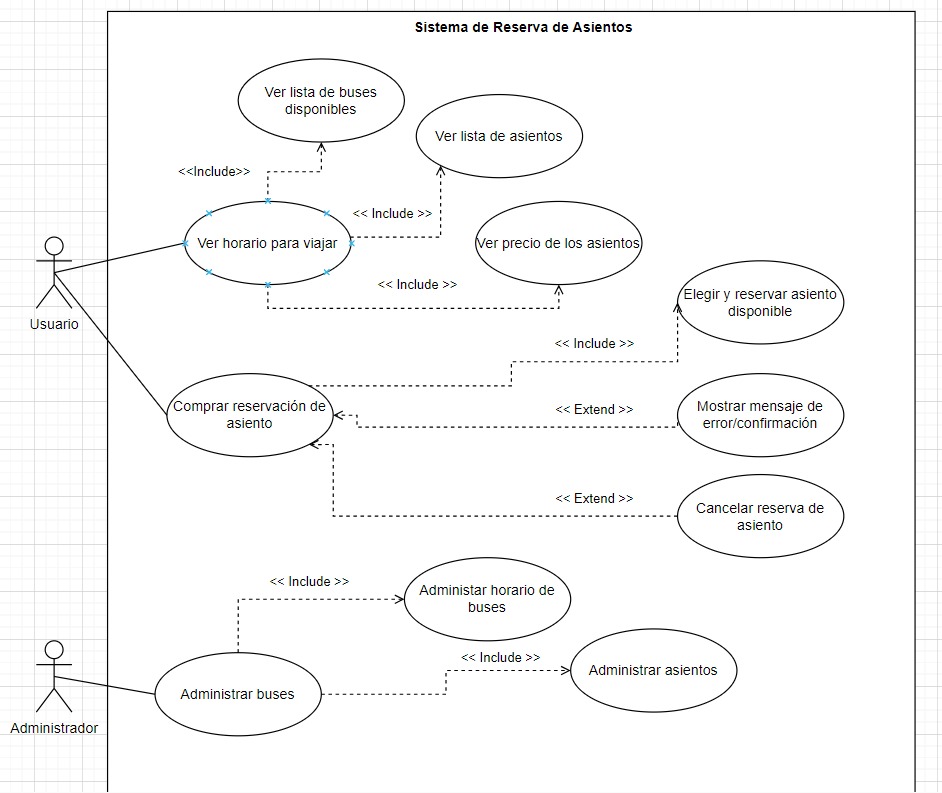 Sistema de Reserva de Asientos
Ver lista de buses
disponibles
Ver lista de asientos
<<Include>>
<< Include >>
Ver horario para viajar
Ver precio de los asientos
<< Include >>
Usuario
Elegir y reservar asiento
disponible
<< Include >>
Comprar reservación de
asiento
<< Extend >>
Mostrar mensaje de
error/confirmación
<< Extend >>
Cancelar reserva de
asiento
<< Include >>
Administar horario de
buses
<< Include >>
Administrar asientos
Administrar buses
Administrador